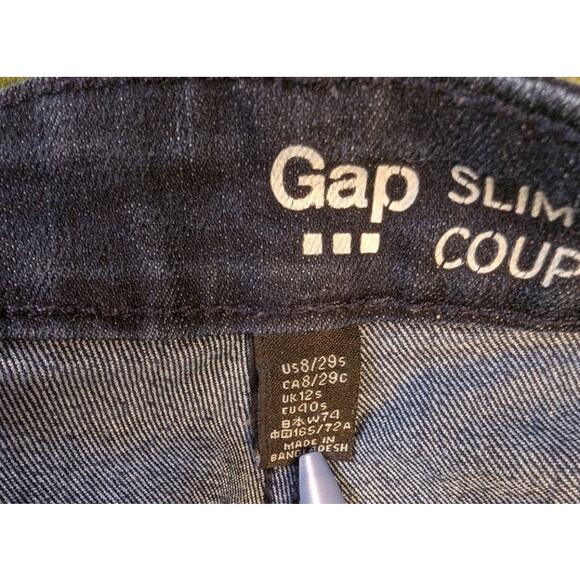 Gap SLIM
COUP
US8/29S
CA8/29C
UK12S
EU40S
日本W74
中国165/72A
MADE IN
BANGLADESH